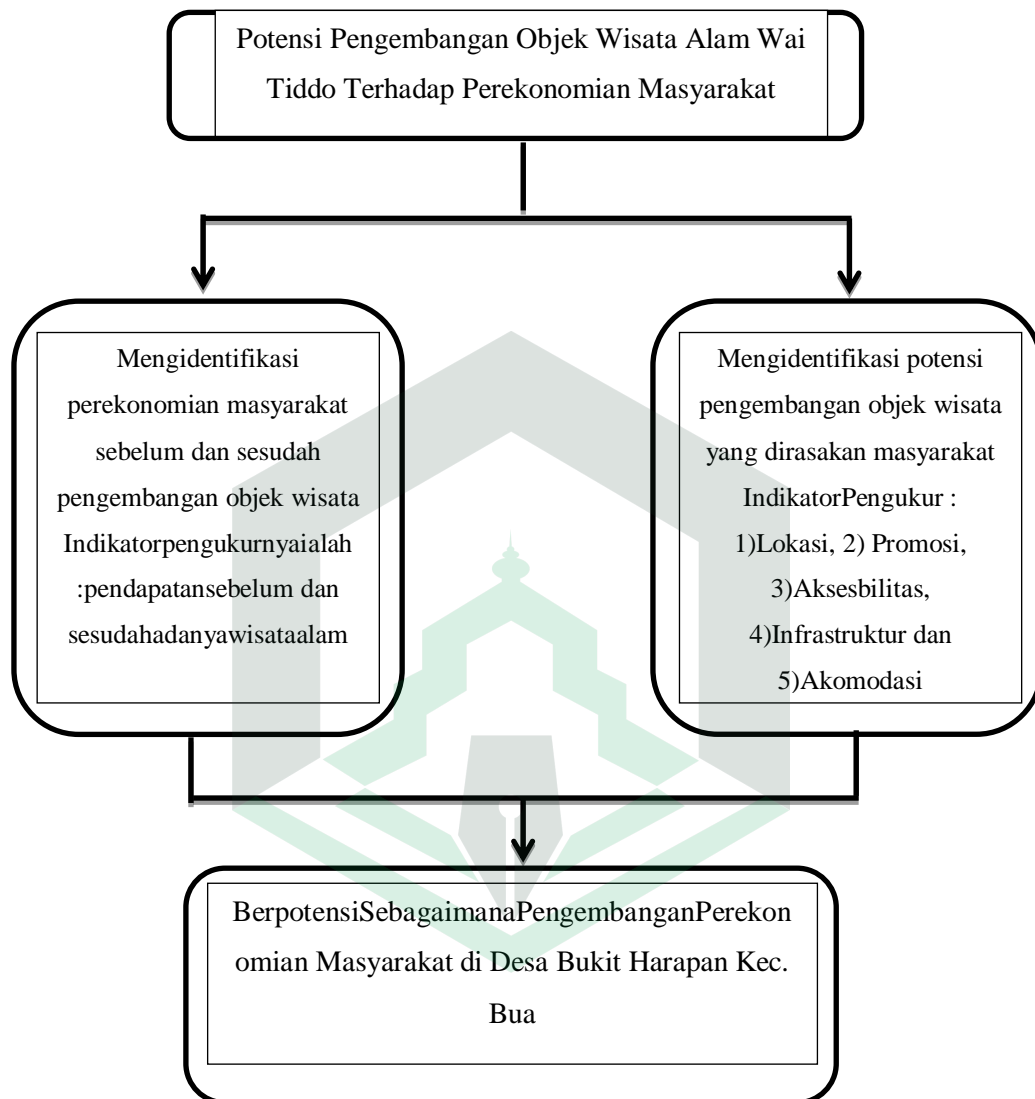 Potensi Pengembangan Objek Wisata Alam Wai
Tiddo Terhadap Perekonomian Masyarakat
Mengidentifikasi
perekonomian masyarakat
sebelum dan sesudah
pengembangan objek wisata
Indikatorpengukurnyaialah
:pendapatansebelum dan
sesudahadanyawisataalam
Mengidentifikasi potensi
pengembangan objek wisata
yang dirasakan masyarakat
IndikatorPengukur :
1)Lokasi, 2) Promosi,
3)Aksesbilitas,
4)Infrastruktur dan
5)Akomodasi
BerpotensiSebagaimanaPengembanganPerekon
omian Masyarakat di Desa Bukit Harapan Kec.
Bua